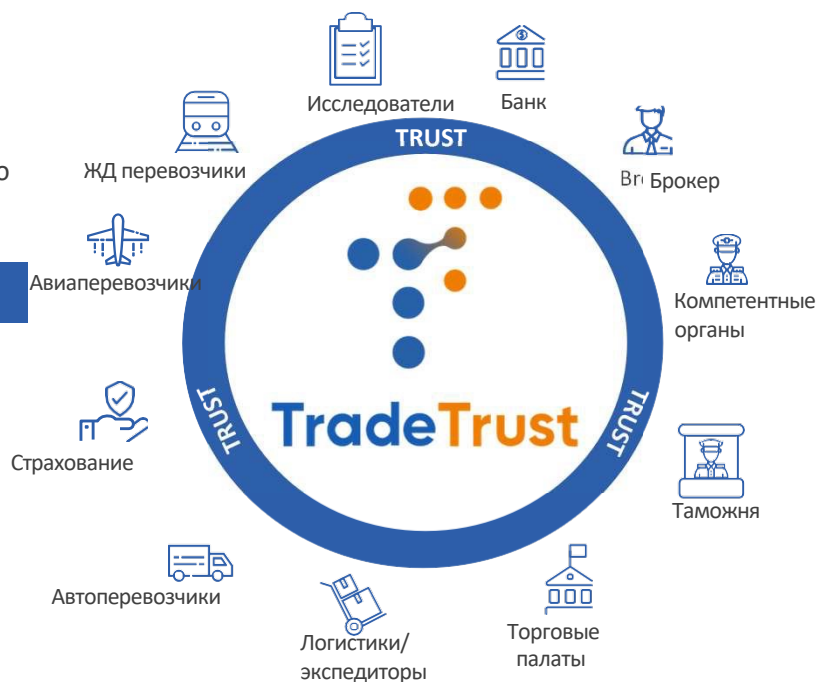 Исследователи
Банк
TRUST
о
ЖД перевозчики
Br Брокер
Авиаперевозчики
Компетентные
органы
TradeTrust
TRUST
TRUST
Страхование
Таможня
Автоперевозчики
Логистики/
экспедиторы
Торговые
палаты